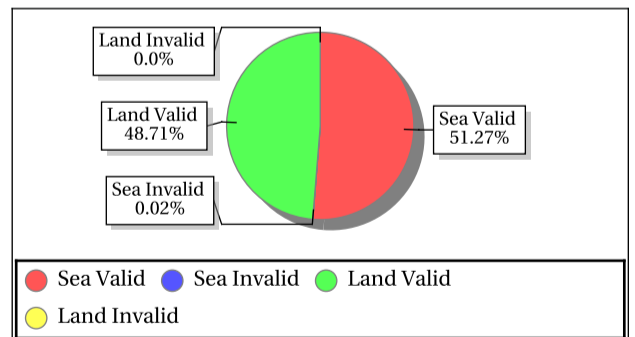 Land Invalid
0.0%
Land Valid
48.71%
Sea Valid
51.27%
Sea Invalid
0.02%
Sea Valid
Sea Invalid
Land Valid
Land Invalid